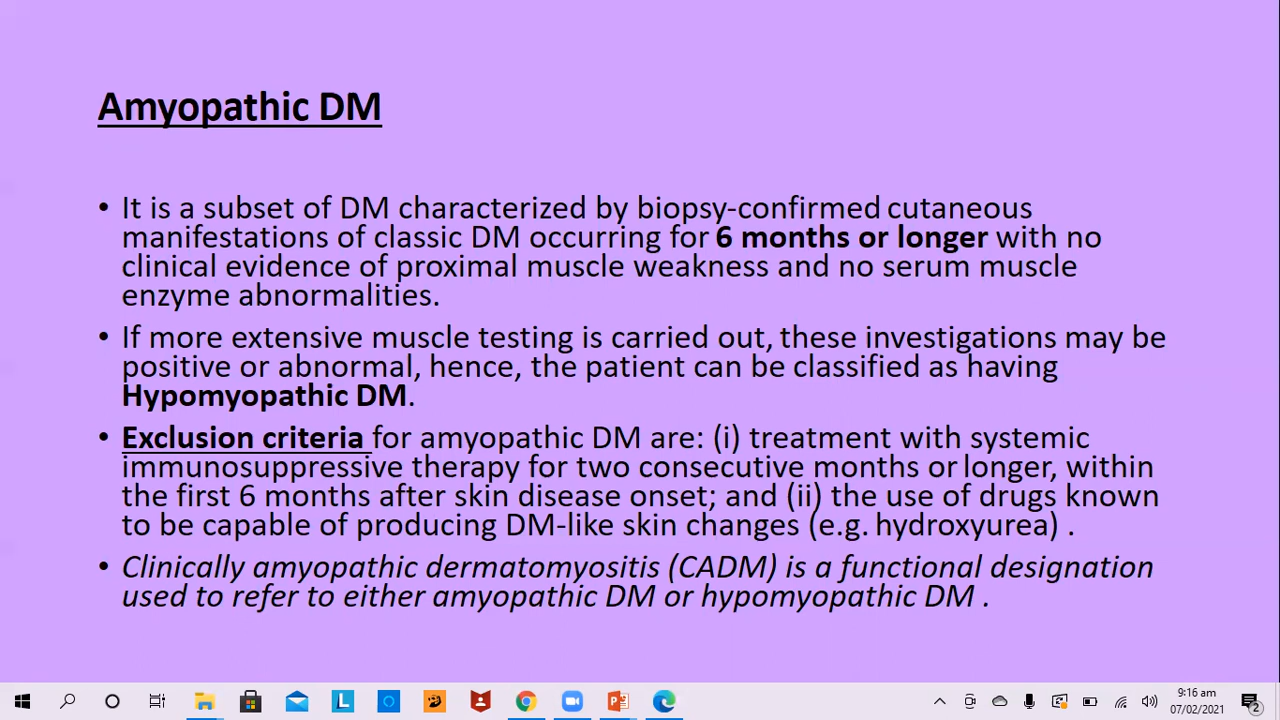 Amyopathic DM
• It is a subset of DM characterized by biopsy-confirmed cutaneous
manifestations of classic DM occurring for 6 months or longer with no
clinical evidence of proximal muscle weakness and no serum muscle
enzyme abnormalities.
• If more extensive muscle testing is carried out, these investigations may be
positive or abnormal, hence, the patient can be classified as having
Hypomyopathic DM.
• Exclusion criteria for amyopathic DM are: (i) treatment with systemic
immunosuppressive therapy for two consecutive months or longer, within
the first 6 months after skin disease onset; and (ii) the use of drugs known
to be capable of producing DM-like skin changes (e.g. hydroxyurea) .
• Clinically amyopathic dermatomyositis (CADM) is a functional designation
used to refer to either amyopathic DM or hypomyopathic DM .
L
9:16 am
07/02/2021
2